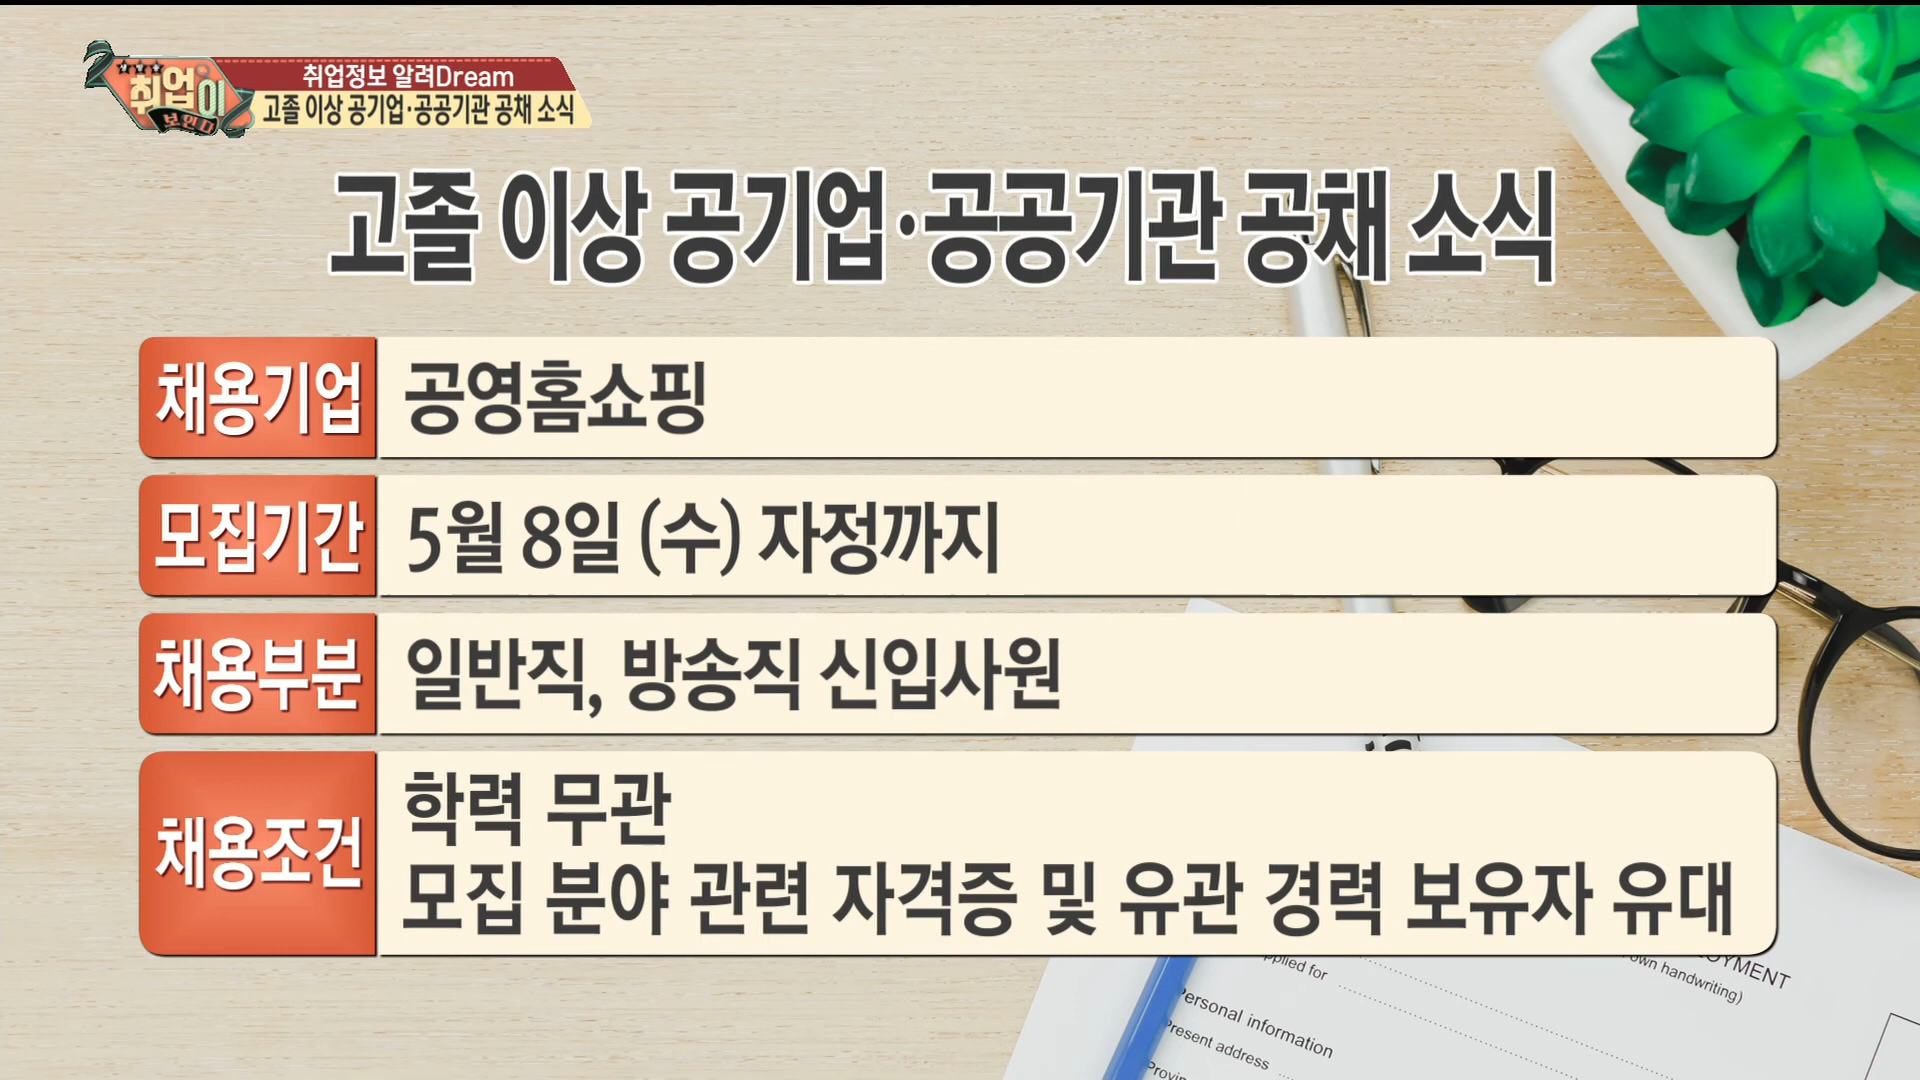 취업이
보인다
취업정보 알려Dream
고졸 이상 공기업·공공기관 공채 소식
고졸 이상 공기업·공공기관 공채 소식
채용기업
공영홈쇼핑
모집기간
5월 8일 (수) 자정까지
채용부분
일반직, 방송직 신입사원
채용조건
학력 무관
모집 분야 관련 자격증 및 유관 경력 보유자 유대
OYMENT
own handwriting)
pplied for
Personal information
Present address